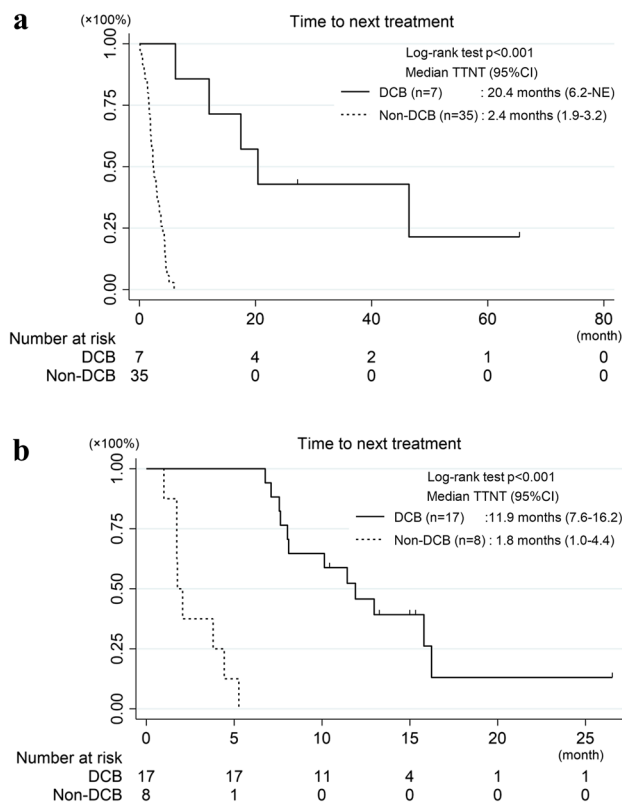 a
(×100%)
Time to next treatment
Log-rank test p<0.001
Median TTNT (95%CI)
DCB (n=7) : 20.4 months (6.2-NE)
Non-DCB (n=35) : 2.4 months (1.9-3.2)
1.00
0.75
0.50
0.25
0.00
0 20 40 60 80
(month)
Number at risk
DCB 7 4 2 1 0
Non-DCB 35 0 0 0 0
b
(×100%)
Time to next treatment
Log-rank test p<0.001
Median TTNT (95%CI)
DCB (n=17) :11.9 months (7.6-16.2)
Non-DCB (n=8) : 1.8 months (1.0-4.4)
1.00
0.75
0.50
0.25
0.00
0 5 10 15 20 25
(month)
Number at risk
DCB 17 17 11 4 1 1
Non-DCB 8 1 0 0 0 0